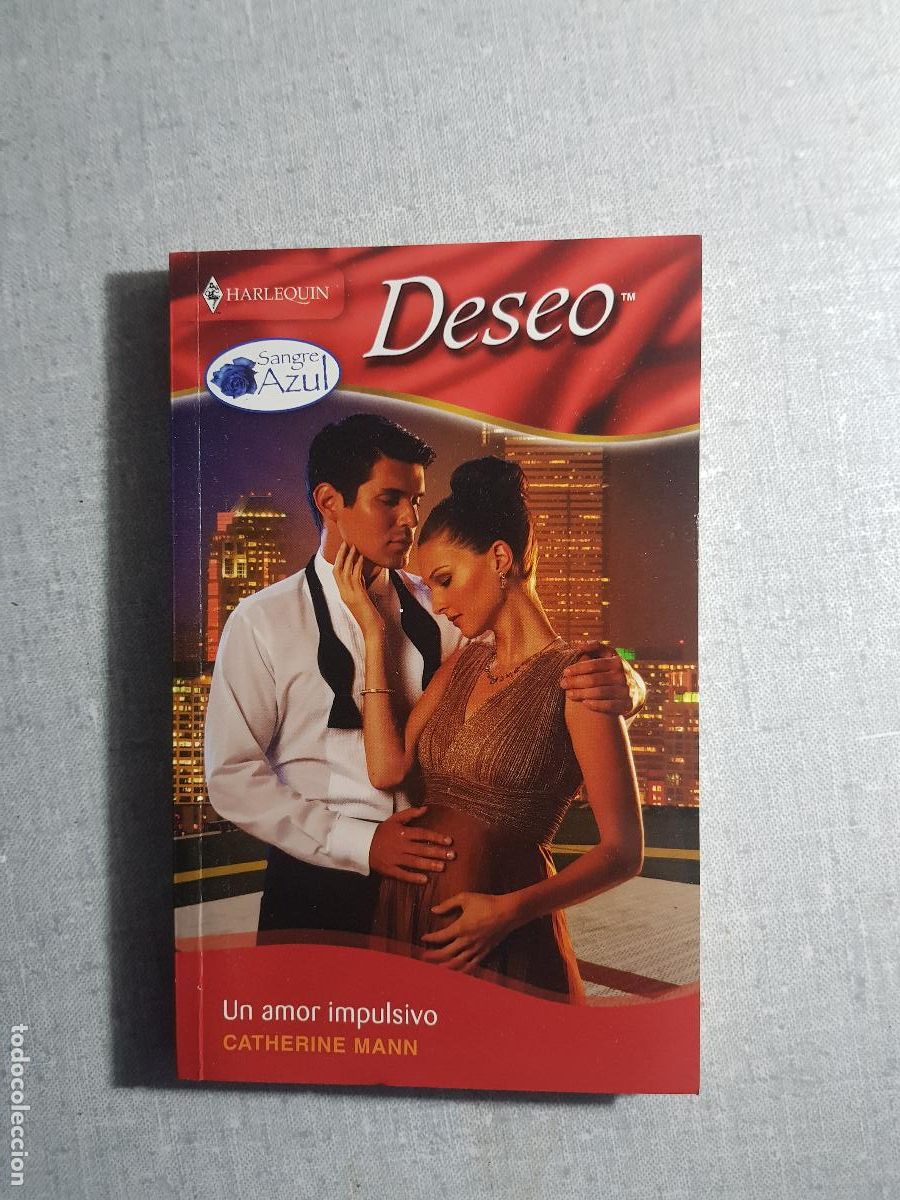 HARLEQUIN
Deseo™
Sangre
Azul
Un amor impulsivo
CATHERINE MANN
todocoleccion